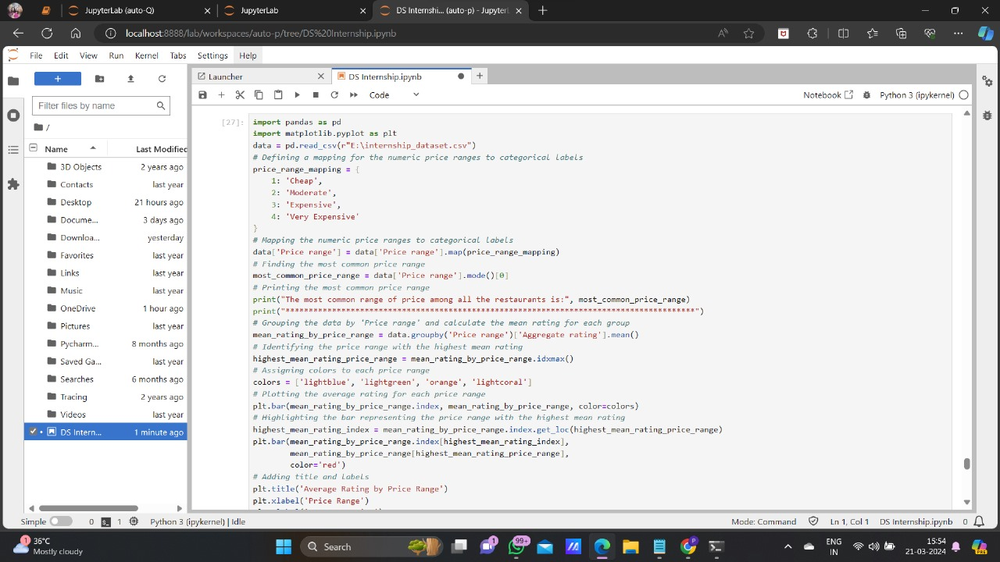 JupyterLab (auto-Q)
JupyterLab
DS Internshi... (auto-p) - JupyterL
localhost:8888/lab/workspaces/auto-p/tree/DS%20Internship.ipynb
File Edit View Run Kernel Tabs Settings Help
Launcher
DS Internship.ipynb
Filter files by name
Code
Notebook
Python 3 (ipykernel)
/
Name Last Modified
3D Objects 2 years ago
Contacts last year
Desktop 21 hours ago
Docume... 3 days ago
Downloa... yesterday
Favorites last year
Links last year
Music last year
OneDrive 1 hour ago
Pictures last year
Pycharm... 8 months ago
Saved Ga... last year
Searches 6 months ago
Tracing 2 years ago
Videos last year
DS Intern... 1 minute ago
[27]:
import pandas as pd
import matplotlib.pyplot as plt
data = pd.read_csv(r"E:\internship_dataset.csv")
# Defining a mapping for the numeric price ranges to categorical labels
price_range_mapping = {
1: 'Cheap',
2: 'Moderate',
3: 'Expensive',
4: 'Very Expensive'
}
# Mapping the numeric price ranges to categorical labels
data['Price range'] = data['Price range'].map(price_range_mapping)
# Finding the most common price range
most_common_price_range = data['Price range'].mode()[0]
# Printing the most common price range
print("The most common range of price among all the restaurants is:", most_common_price_range)
print("****************************************************************************************")
# Grouping the data by 'Price range' and calculate the mean rating for each group
mean_rating_by_price_range = data.groupby('Price range')['Aggregate rating'].mean()
# Identifying the price range with the highest mean rating
highest_mean_rating_price_range = mean_rating_by_price_range.idxmax()
# Assigning colors to each price range
colors = ['lightblue', 'lightgreen', 'orange', 'lightcoral']
# Plotting the average rating for each price range
plt.bar(mean_rating_by_price_range.index, mean_rating_by_price_range, color=colors)
# Highlighting the bar representing the price range with the highest mean rating
highest_mean_rating_index = mean_rating_by_price_range.index.get_loc(highest_mean_rating_price_range)
plt.bar(mean_rating_by_price_range.index[highest_mean_rating_index],
mean_rating_by_price_range[highest_mean_rating_price_range],
color='red')
# Adding title and labels
plt.title('Average Rating by Price Range')
plt.xlabel('Price Range')
Simple 0 1 Python 3 (ipykernel) | Idle
Mode: Command Ln 1, Col 1 DS Internship.ipynb 0
1
36°C
Mostly cloudy
Search
1
99+
P
ENG
IN
15:54
21-03-2024
PRE